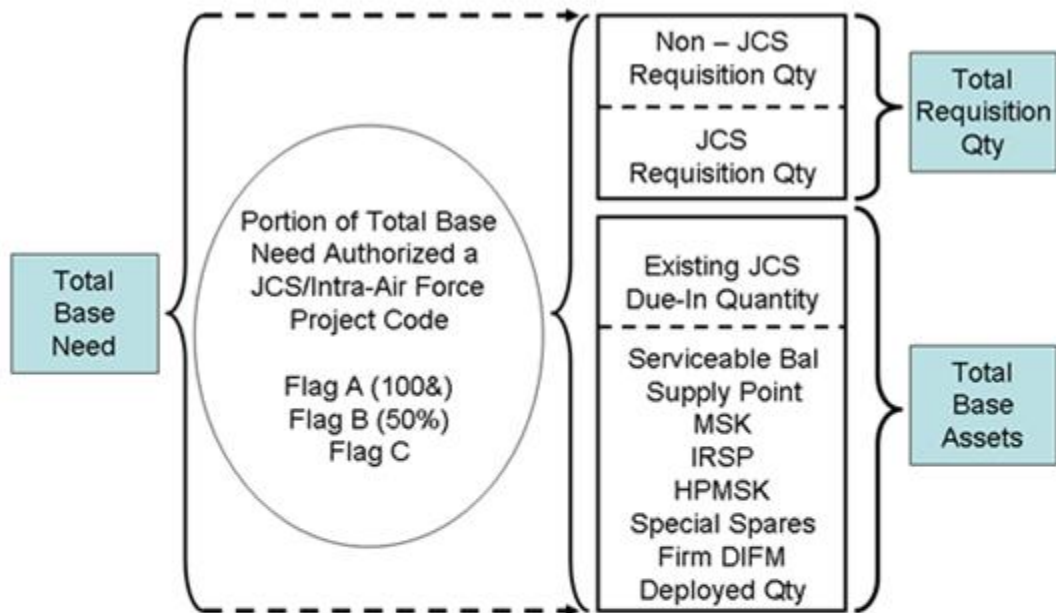 Total
Base
Need
Portion of Total Base
Need Authorized a
JCS/Intra-Air Force
Project Code
Flag A (100&)
Flag B (50%)
Flag C
Non – JCS
Requisition Qty
JCS
Requisition Qty
Existing JCS
Due-In Quantity
Serviceable Bal
Supply Point
MSK
IRSP
HPMSK
Special Spares
Firm DIFM
Deployed Qty
Total
Requisition
Qty
Total
Base
Assets